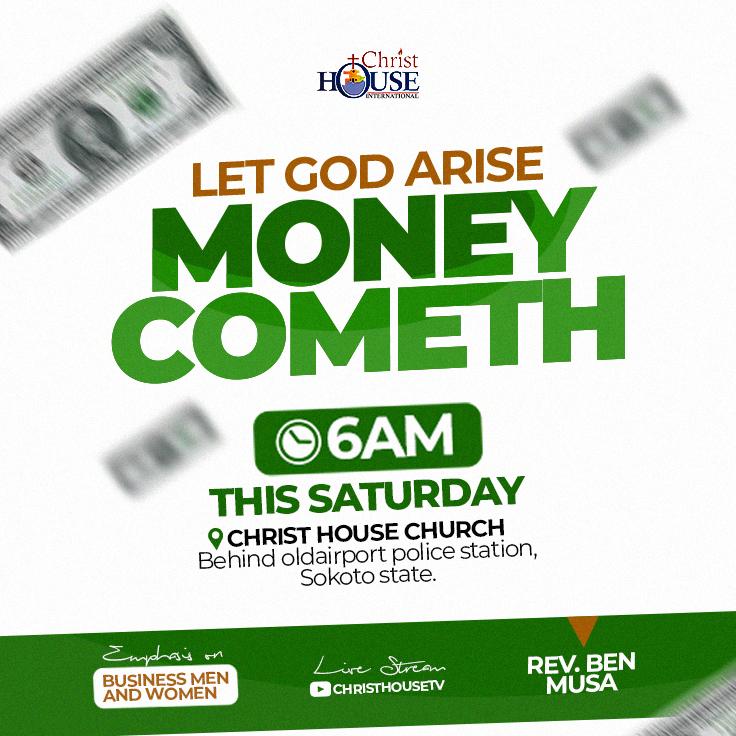 Christ
HOUSE
INTERNATIONAL
LET GOD ARISE
MONEY
COMETH
6AM
THIS SATURDAY
CHRIST HOUSE CHURCH
Behind oldairport police station,
Sokoto state.
Emphasis on
BUSINESS MEN
AND WOMEN
Live Stream
CHRISTHOUSETV
REV. BEN
MUSA